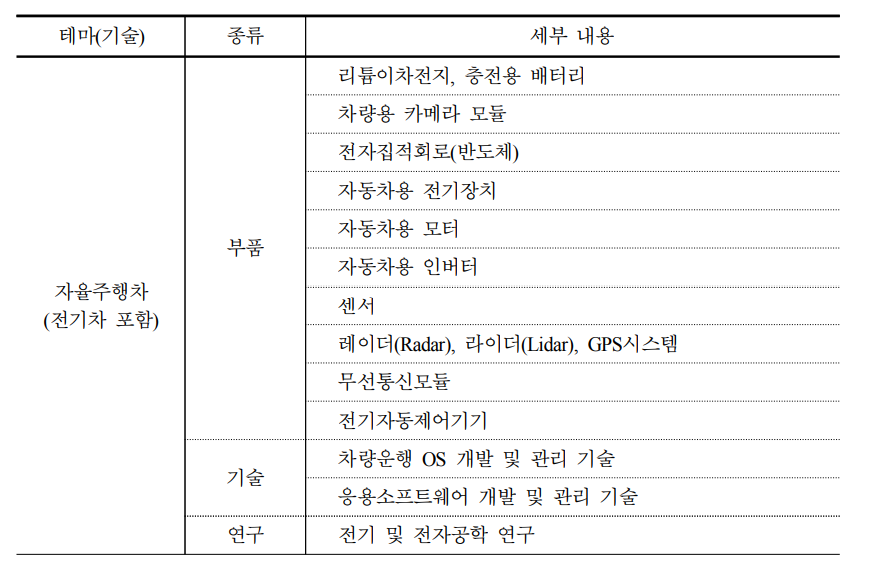 테마(기술) 종류 세부 내용
리튬이차전지, 충전용 배터리
차량용 카메라 모듈
전자집적회로(반도체)
자동차용 전기장치
자동차용 모터
부품
자동차용 인버터
자율주행차
(전기차 포함)
센서
레이더(Radar), 라이더(Lidar), GPS시스템
무선통신모듈
전기자동제어기기
기술
차량운행 OS 개발 및 관리 기술
응용소프트웨어 개발 및 관리 기술
연구 전기 및 전자공학 연구